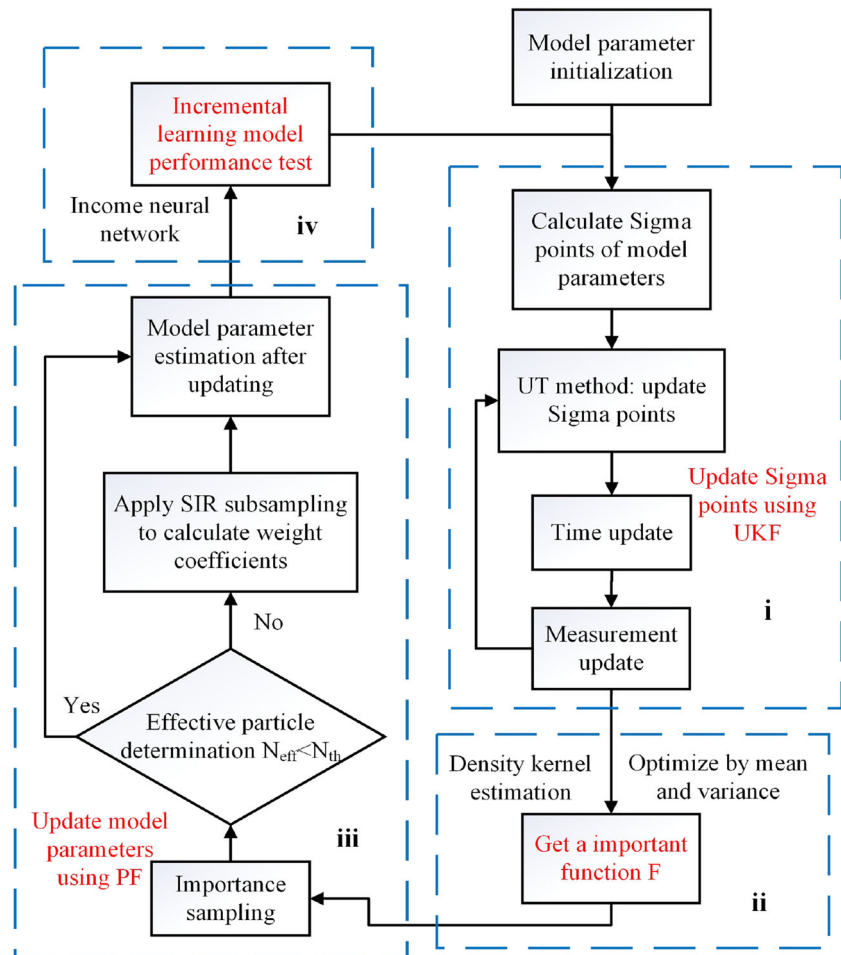 Model parameter
initialization
Incremental
learning model
performance test
Income neural
network
iv
Calculate Sigma
points of model
parameters
UT method: update
Sigma points
Update Sigma
points using
UKF
Time update
i
Measurement
update
Model parameter
estimation after
updating
Apply SIR subsampling
to calculate weight
coefficients
No
Yes
Effective particle
determination Neff<Nth
Update model
parameters
using PF
iii
Importance
sampling
Density kernel
estimation
Optimize by mean
and variance
Get a important
function F
ii